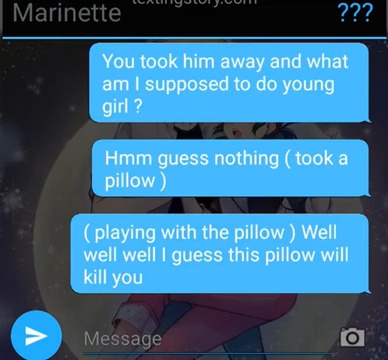 textingstory.com
Marinette
???
You took him away and what
am I supposed to do young
girl ?
Hmm guess nothing ( took a
pillow )
( playing with the pillow ) Well
well well I guess this pillow will
kill you
Message